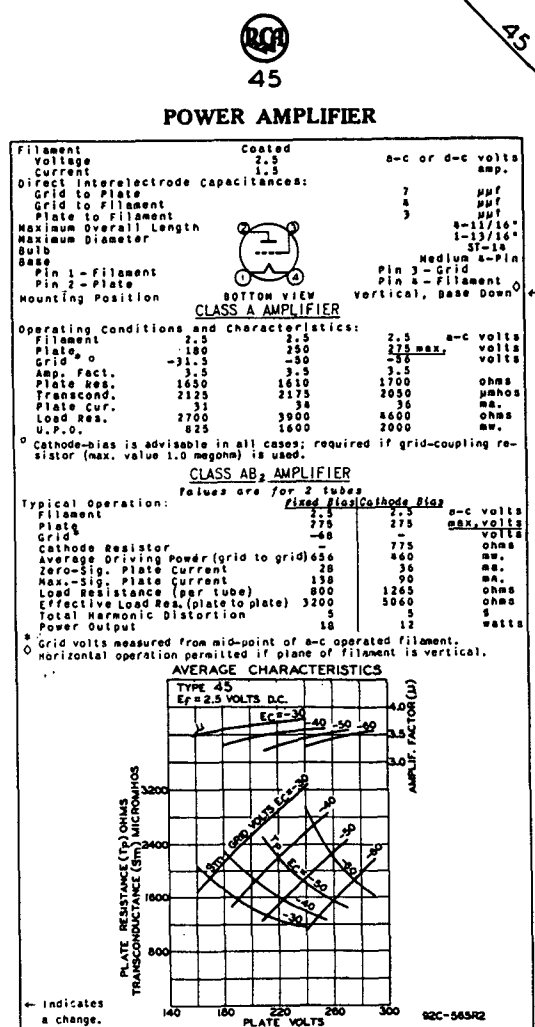 45
RCA
45
POWER AMPLIFIER
Filament Coated
Voltage 2.5 a-c or d-c volts
Current 1.5 amp.
Direct Interelectrode Capacitances:
Grid to Plate 7 µµf
Grid to Filament 4 µµf
Plate to Filament 3 µµf
Maximum Overall Length 4-11/16"
Maximum Diameter 1-13/16"
Bulb ST-14
Base Medium 4-Pin
Pin 1 - Filament Pin 3 - Grid
Pin 2 - Plate Pin 4 - Filament
Mounting Position BOTTOM VIEW Vertical, Base Down◊ ←
2 3
1 4
CLASS A AMPLIFIER
Operating Conditions and Characteristics:
Filament 2.5 2.5 2.5 a-c volts
Plate 180 250 275 max. volts
Grid* ° -31.5 -50 -56 volts
Amp. Fact. 3.5 3.5 3.5
Plate Res. 1650 1610 1700 ohms
Transcond. 2125 2175 2050 µmhos
Plate Cur. 31 34 36 ma.
Load Res. 2700 3900 4600 ohms
U.P.O. 825 1600 2000 mw.
° Cathode-bias is advisable in all cases; required if grid-coupling re-
sistor (max. value 1.0 megohm) is used.
CLASS AB2 AMPLIFIER
Values are for 2 tubes
Typical Operation: Fixed Bias Cathode Bias
Filament 2.5 2.5 a-c volts
Plate 275 275 max. volts
Grid* -68 - volts
Cathode Resistor - 775 ohms
Average Driving Power (grid to grid) 656 460 mw.
Zero-Sig. Plate Current 28 36 ma.
Max.-Sig. Plate Current 138 90 ma.
Load Resistance (per tube) 800 1265 ohms
Effective Load Res. (plate to plate) 3200 5060 ohms
Total Harmonic Distortion 5 5 %
Power Output 18 12 watts
* Grid volts measured from mid-point of a-c operated filament.
◊ Horizontal operation permitted if plane of filament is vertical.
AVERAGE CHARACTERISTICS
TYPE 45
Ef = 2.5 VOLTS D.C.
µ EC=-30 -40 -50 -60
4.0
3.5
3.0
AMPLIF. FACTOR (µ)
3200
2400
1600
800
PLATE RESISTANCE (rp) OHMS
TRANSCONDUCTANCE (Sm) MICROMHOS
Sm - GRID VOLTS EC=-30
-40
-50
-60
rp EC=-50
-60
-40
-30
140 180 220 260 300
PLATE VOLTS
← Indicates
a change.
92C-565R2